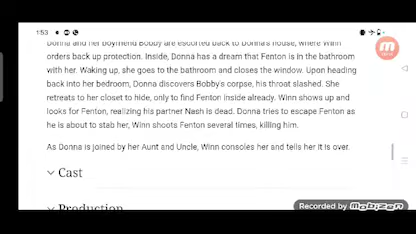 1:53
Donna and her boyfriend Bobby are escorted back to Donna's house, where Winn
orders back up protection. Inside, Donna has a dream that Fenton is in the bathroom
with her. Waking up, she goes to the bathroom and closes the window. Upon heading
back into her bedroom, Donna discovers Bobby's corpse, his throat slashed. She
retreats to her closet to hide, only to find Fenton inside already. Winn shows up and
looks for Fenton, realizing his partner Nash is dead. Donna tries to escape Fenton as
he is about to stab her, Winn shoots Fenton several times, killing him.
As Donna is joined by her Aunt and Uncle, Winn consoles her and tells her it is over.
Cast
Production
Recorded by Mobizen